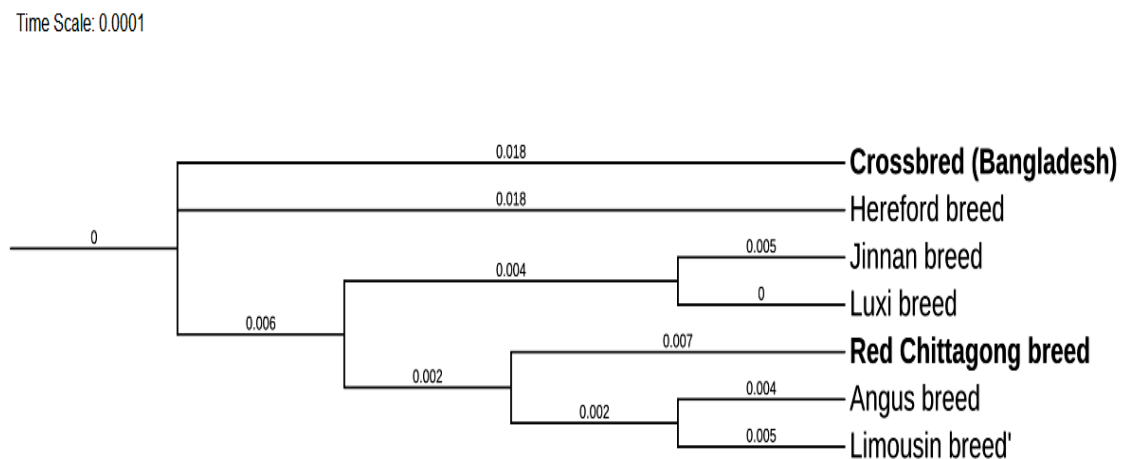 Time Scale: 0.0001
0.018
Crossbred (Bangladesh)
0.018
Hereford breed
0
0.005
Jinnan breed
0.004
0
Luxi breed
0.006
0.007
Red Chittagong breed
0.002
0.004
Angus breed
0.002
0.005
Limousin breed'